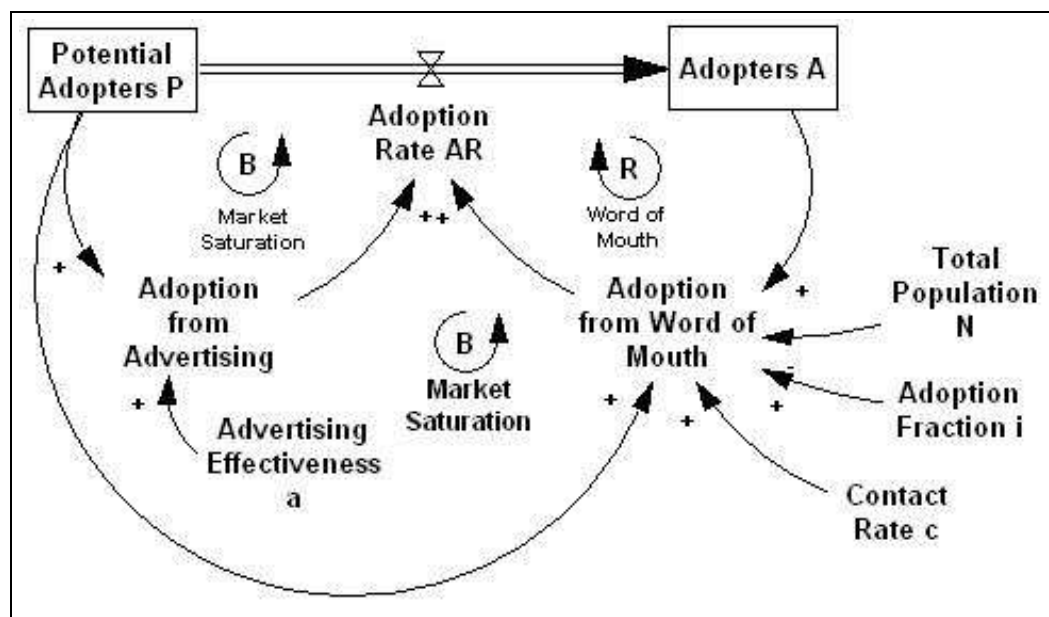 Potential
Adopters P
Adopters A
Adoption
Rate AR
B
Market
Saturation
R
Word of
Mouth
+
+
+
Adoption
from
Advertising
+
Advertising
Effectiveness
a
B
Market
Saturation
Adoption
from Word of
Mouth
+
Total
Population
N
-
Adoption
Fraction i
+
+
+
Contact
Rate c